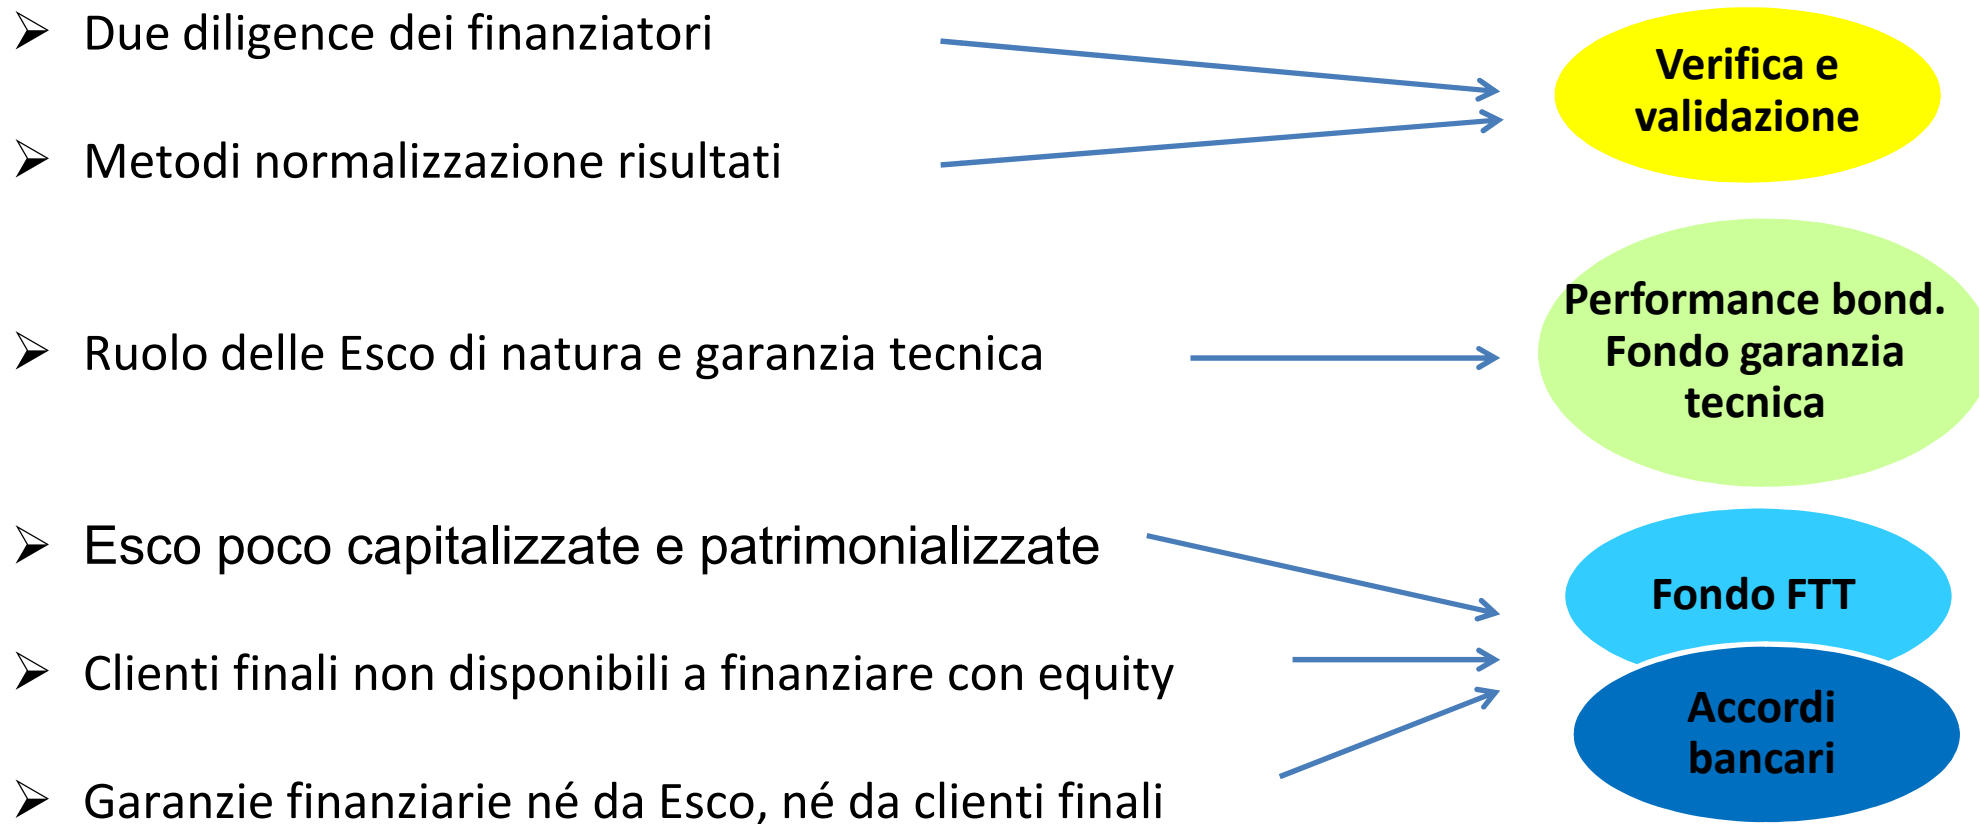 ➢ Due diligence dei finanziatori
➢ Metodi normalizzazione risultati
Verifica e
validazione
➢ Ruolo delle Esco di natura e garanzia tecnica
Performance bond.
Fondo garanzia
tecnica
➢ Esco poco capitalizzate e patrimonializzate
➢ Clienti finali non disponibili a finanziare con equity
➢ Garanzie finanziarie né da Esco, né da clienti finali
Fondo FTT
Accordi
bancari